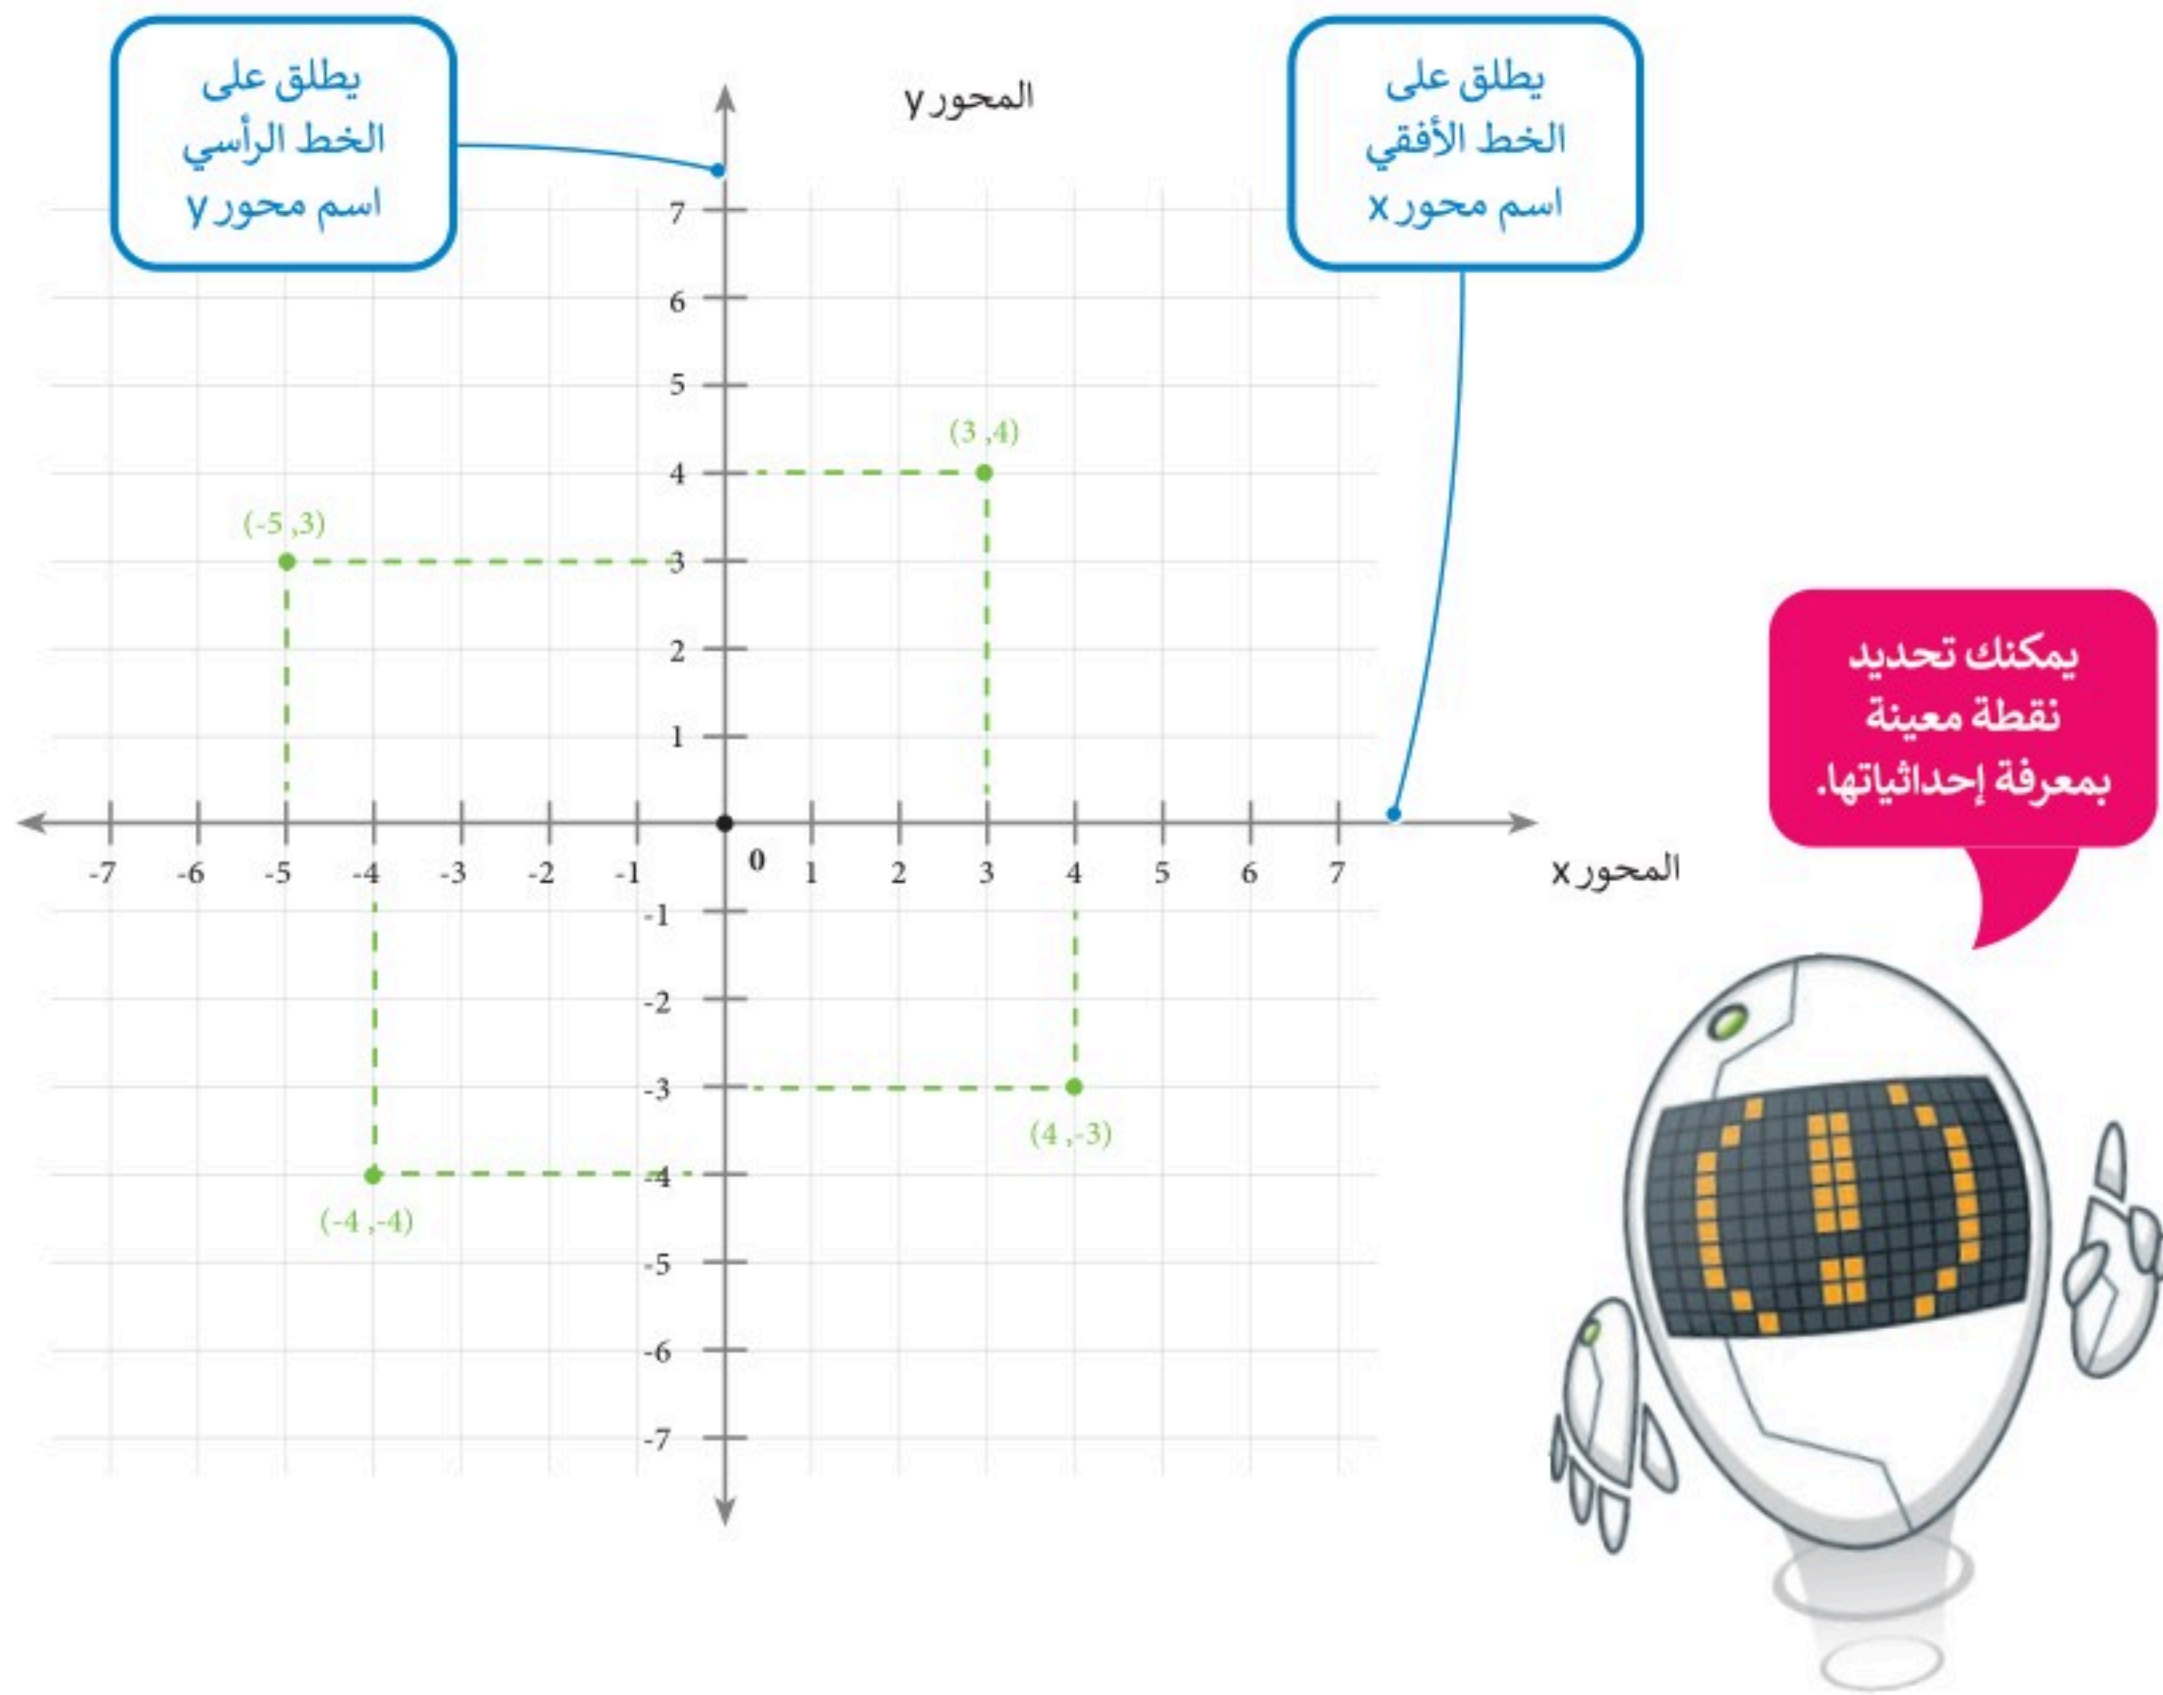 يطلق على
الخط الرأسي
اسم محور y
المحور y
يطلق على
الخط الأفقي
اسم محور x
7
6
5
(3 ,4)
4
(-5 ,3)
3
2
1
-7 -6 -5 -4 -3 -2 -1 0 1 2 3 4 5 6 7
المحور x
-1
-2
-3
(4 ,-3)
-4
(-4 ,-4)
-5
-6
-7
يمكنك تحديد
نقطة معينة
بمعرفة إحداثياتها.